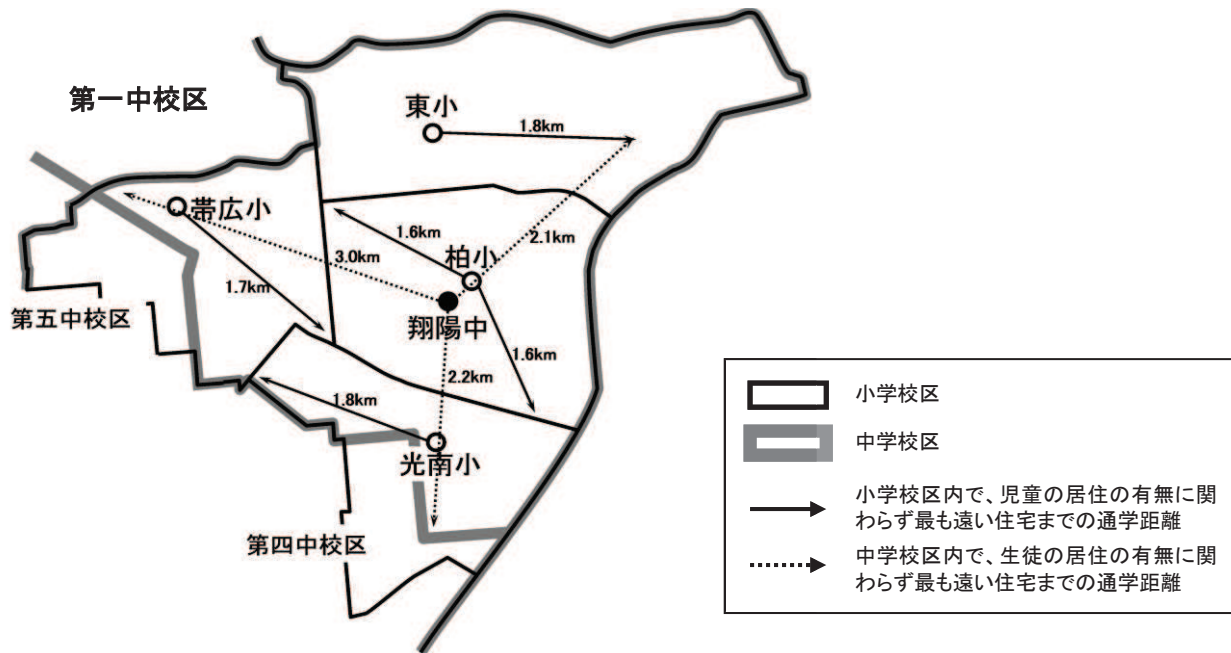 第一中校区
東小
1.8km
帯広小
1.6km
2.1km
柏小
3.0km
1.7km
第五中校区
翔陽中
1.6km
2.2km
1.8km
光南小
第四中校区
小学校区
中学校区
小学校区内で、児童の居住の有無に関
わらず最も遠い住宅までの通学距離
中学校区内で、生徒の居住の有無に関
わらず最も遠い住宅までの通学距離